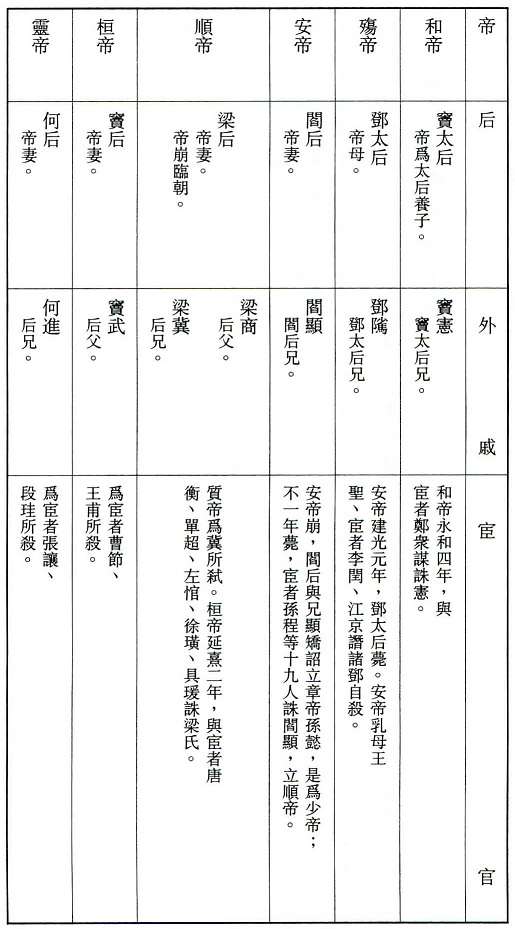 帝
后
外戚
宦官
和帝
竇太后
帝爲太后養子。
竇憲
竇太后兄。
和帝永和四年，與
宦者鄭衆謀誅憲。
殤帝
鄧太后
帝母。
鄧隲
鄧太后兄。
安帝建光元年，鄧太后薨。安帝乳母王
聖、宦者李閏、江京譖諸鄧自殺。
安帝
閻后
帝妻。
閻顯
閻后兄。
安帝崩，閻后與兄顯矯詔立章帝孫懿，是爲少帝；
不一年薨，宦者孫程等十九人誅閻顯，立順帝。
順帝
梁后
帝妻。
帝崩臨朝。
梁商
后父。
梁冀
后兄。
質帝爲冀所弒。桓帝延熹二年，與宦者唐
衡、單超、左悺、徐璜、具瑗誅梁氏。
桓帝
竇后
帝妻。
竇武
后父。
爲宦者曹節、
王甫所殺。
靈帝
何后
帝妻。
何進
后兄。
爲宦者張讓、
段珪所殺。